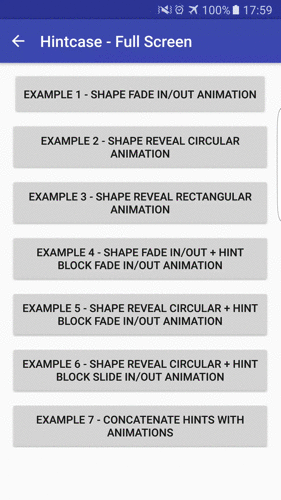 100% 17:59
Hintcase - Full Screen
EXAMPLE 1 - SHAPE FADE IN/OUT ANIMATION
EXAMPLE 2 - SHAPE REVEAL CIRCULAR
ANIMATION
EXAMPLE 3 - SHAPE REVEAL RECTANGULAR
ANIMATION
EXAMPLE 4 - SHAPE FADE IN/OUT + HINT
BLOCK FADE IN/OUT ANIMATION
EXAMPLE 5 - SHAPE REVEAL CIRCULAR + HINT
BLOCK FADE IN/OUT ANIMATION
EXAMPLE 6 - SHAPE REVEAL CIRCULAR + HINT
BLOCK SLIDE IN/OUT ANIMATION
EXAMPLE 7 - CONCATENATE HINTS WITH
ANIMATIONS